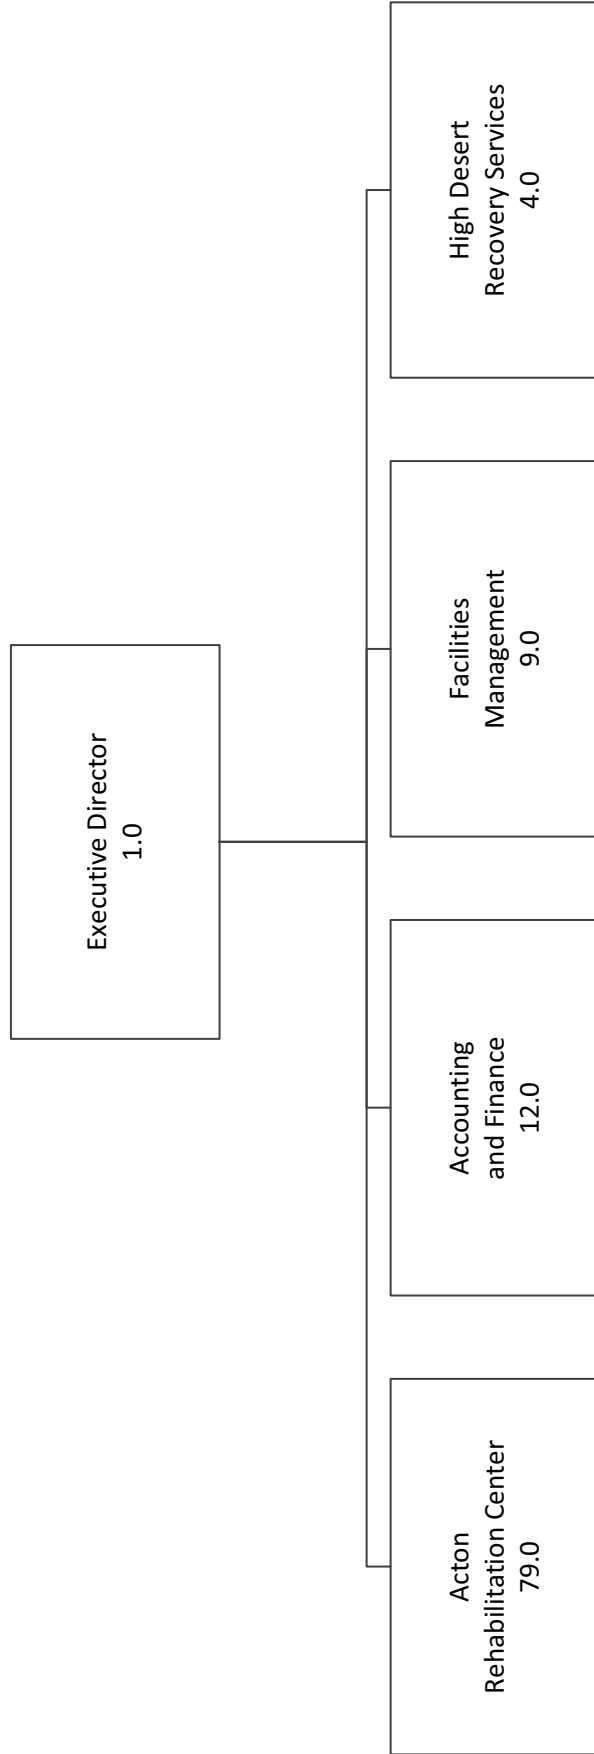 Executive Director
1.0
Acton
Rehabilitation Center
79.0
Accounting
and Finance
12.0
Facilities
Management
9.0
High Desert
Recovery Services
4.0